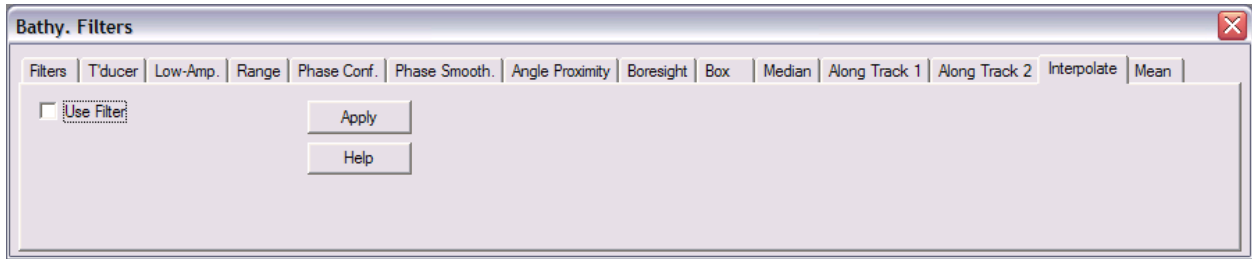 Bathy. Filters
Filters T'ducer Low-Amp. Range Phase Conf. Phase Smooth. Angle Proximity Boresight Box Median Along Track 1 Along Track 2 Interpolate Mean
Use Filter Apply
Help